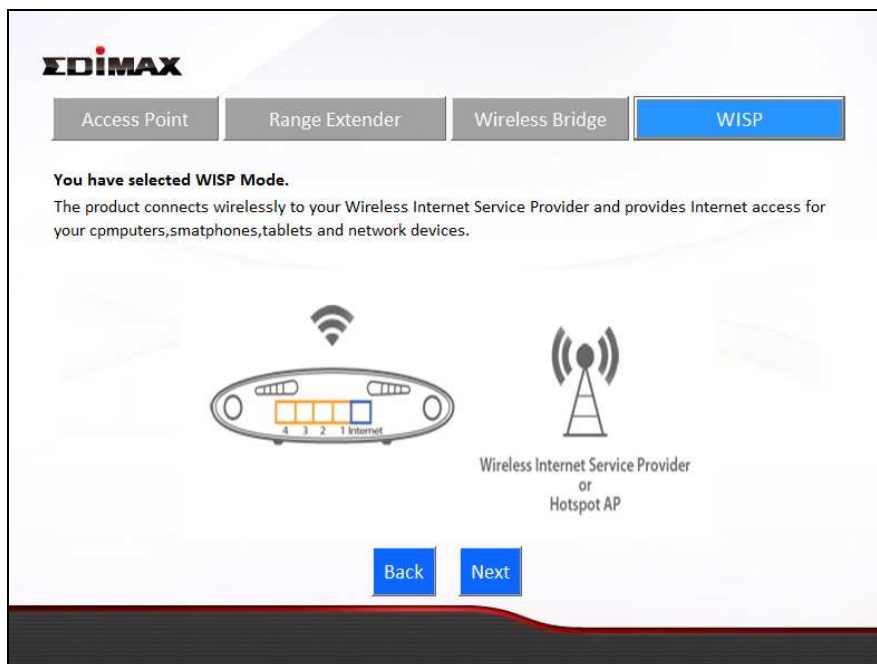 EDIMAX
Access Point
Range Extender
Wireless Bridge
WISP
You have selected WISP Mode.
The product connects wirelessly to your Wireless Internet Service Provider and provides Internet access for
your cpmputers,smatphones,tablets and network devices.
4 3 2 1 Internet
Wireless Internet Service Provider
or
Hotspot AP
Back
Next